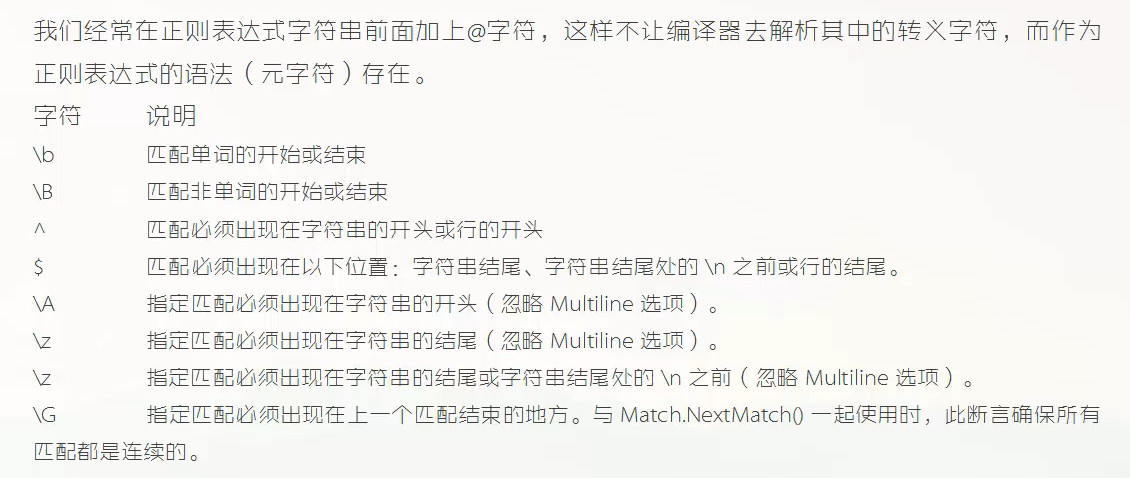 我们经常在正则表达式字符串前面加上@字符，这样不让编译器去解析其中的转义字符，而作为
正则表达式的语法（元字符）存在。
字符 说明
\b 匹配单词的开始或结束
\B 匹配非单词的开始或结束
^ 匹配必须出现在字符串的开头或行的开头
$ 匹配必须出现在以下位置：字符串结尾、字符串结尾处的 \n 之前或行的结尾。
\A 指定匹配必须出现在字符串的开头（忽略 Multiline 选项）。
\z 指定匹配必须出现在字符串的结尾（忽略 Multiline 选项）。
\z 指定匹配必须出现在字符串的结尾或字符串结尾处的 \n 之前（忽略 Multiline 选项）。
\G 指定匹配必须出现在上一个匹配结束的地方。与 Match.NextMatch() 一起使用时，此断言确保所有
匹配都是连续的。